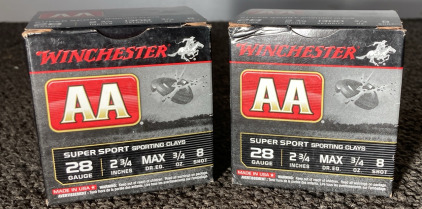 WINCHESTER
AA
SUPER SPORT SPORTING CLAYS
28 GAUGE 2 3/4 INCHES MAX DR.EQ. 3/4 OZ 8 SHOT
MADE IN USA
WINCHESTER
AA
SUPER SPORT SPORTING CLAYS
28 GAUGE 2 3/4 INCHES MAX DR.EQ. 3/4 OZ 8 SHOT
MADE IN USA